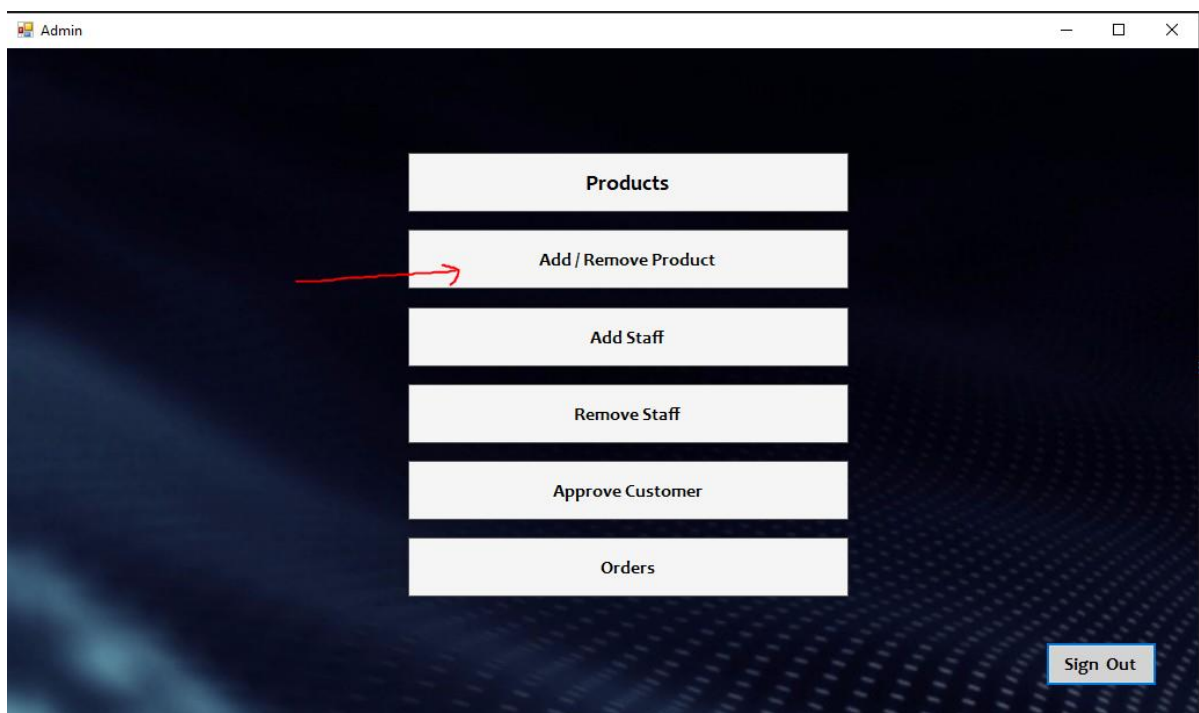 Admin
Products
Add / Remove Product
Add Staff
Remove Staff
Approve Customer
Orders
Sign Out